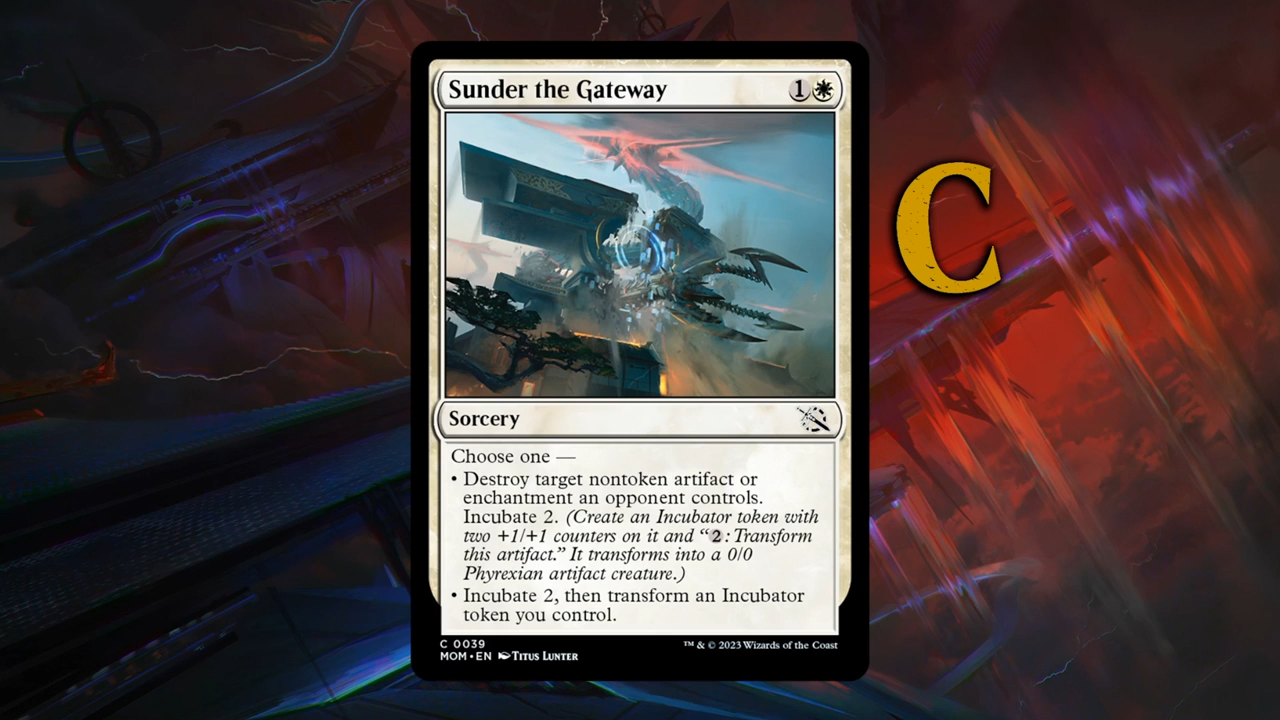 Sunder the Gateway 1
C
Sorcery
Choose one —
• Destroy target nontoken artifact or
enchantment an opponent controls.
Incubate 2. (Create an Incubator token with
two +1/+1 counters on it and “2: Transform
this artifact.” It transforms into a 0/0
Phyrexian artifact creature.)
• Incubate 2, then transform an Incubator
token you control.
C 0039
MOM • EN Titus Lunter
™ & © 2023 Wizards of the Coast